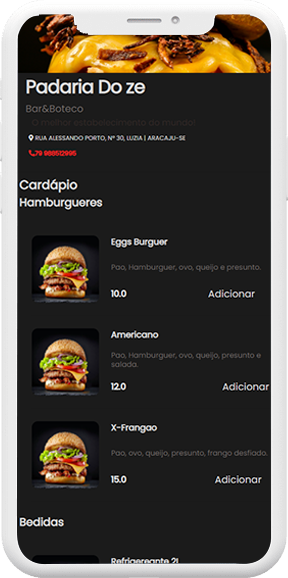 Padaria Do ze
Bar&Boteco
O melhor estabelecimento do mundo!
RUA ALESSANDO PORTO, Nº 30, LUZIA | ARACAJU-SE
79 988512995
Cardápio
Hamburgueres
Eggs Burguer
Pao, Hamburguer, ovo, queijo e presunto.
10.0 Adicionar
Americano
Pao, Hamburguer, ovo, queijo, presunto e
salada.
12.0 Adicionar
X-Frangao
Pao, ovo, queijo, presunto, frango desfiado.
15.0 Adicionar
Bedidas
Refrigereante 2L